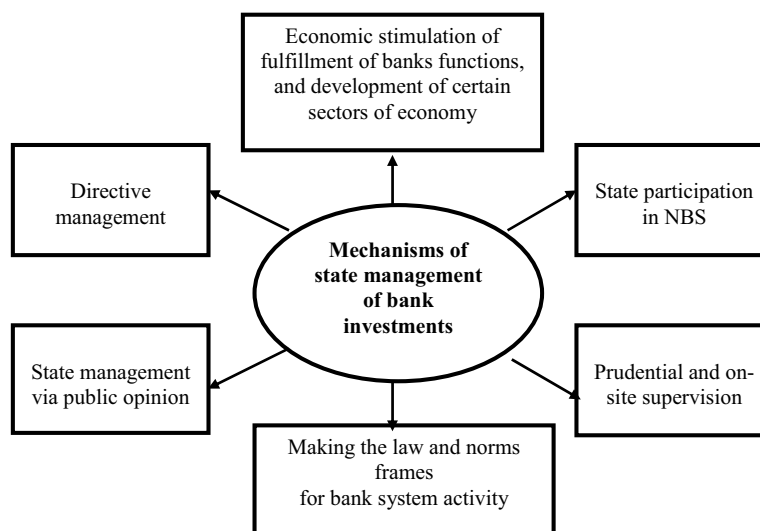 Economic stimulation of
fulfillment of banks functions,
and development of certain
sectors of economy
Directive
management
State participation
in NBS
Mechanisms of
state management
of bank
investments
State management
via public opinion
Prudential and on-
site supervision
Making the law and norms
frames
for bank system activity